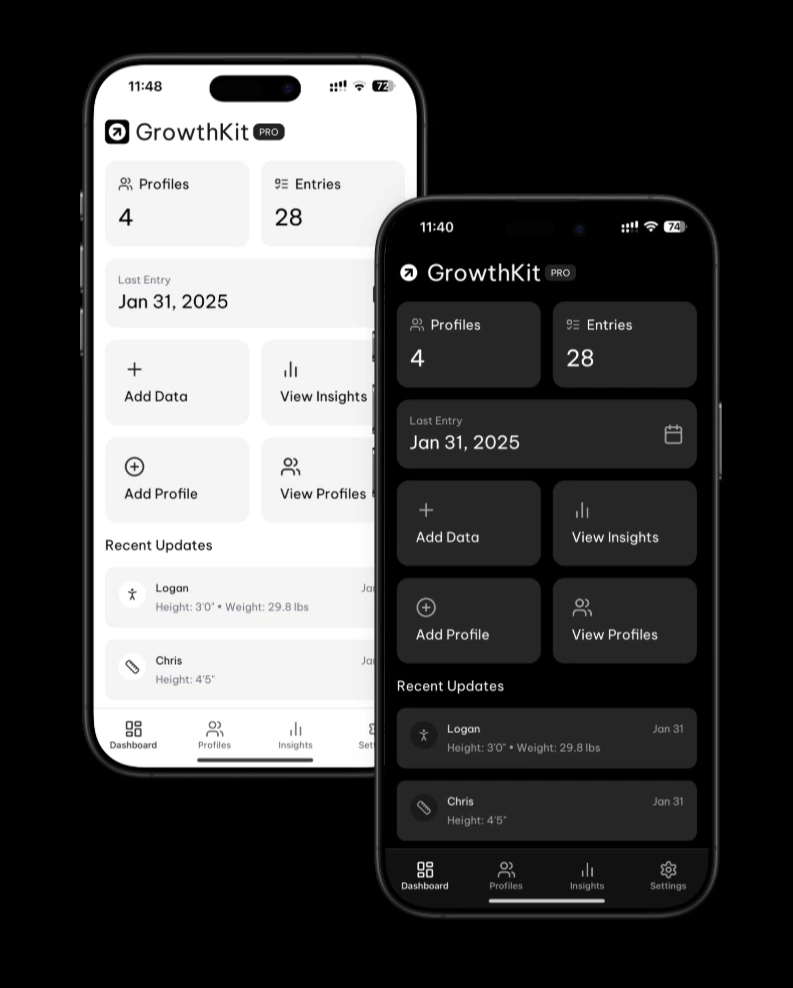 11:48
72
GrowthKit PRO
Profiles
4
Entries
28
Last Entry
Jan 31, 2025
Add Data
View Insights
Add Profile
View Profiles
Recent Updates
Logan
Height: 3'0" • Weight: 29.8 lbs
Chris
Height: 4'5"
Dashboard
Profiles
Insights
11:40
74
GrowthKit PRO
Profiles
4
Entries
28
Last Entry
Jan 31, 2025
Add Data
View Insights
Add Profile
View Profiles
Recent Updates
Logan
Jan 31
Height: 3'0" • Weight: 29.8 lbs
Chris
Jan 31
Height: 4'5"
Dashboard
Profiles
Insights
Settings